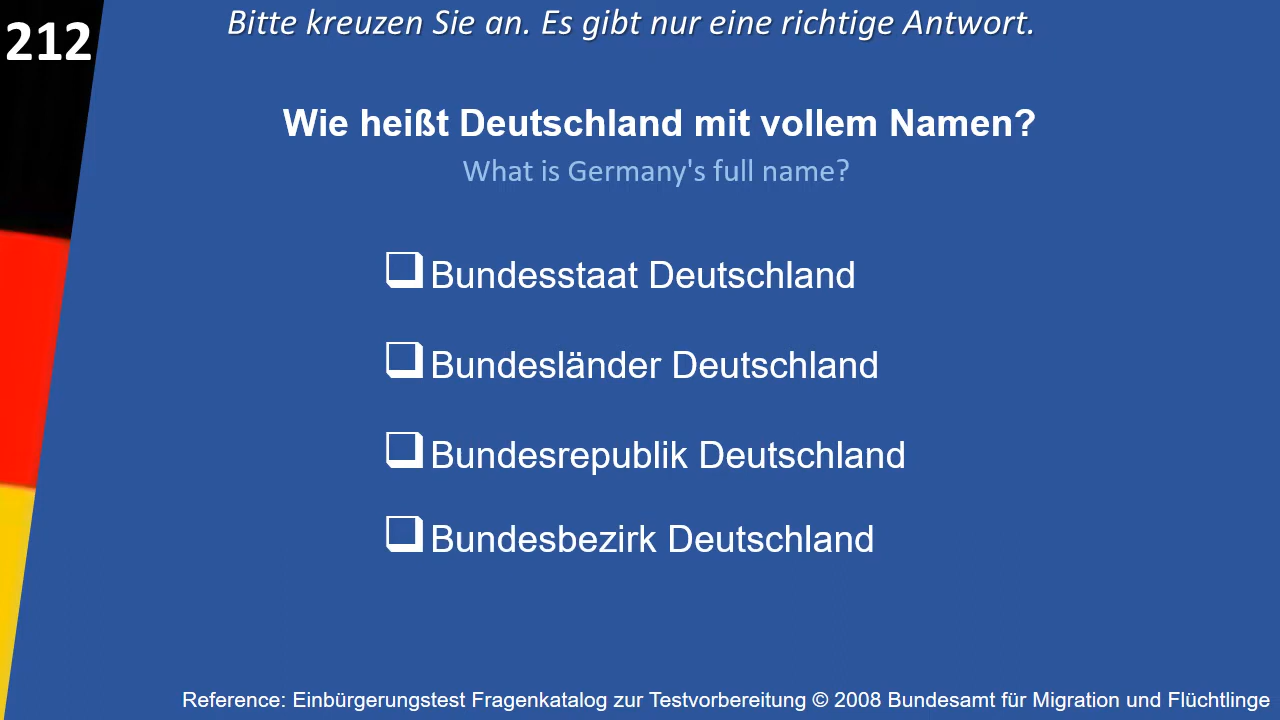 212
Bitte kreuzen Sie an. Es gibt nur eine richtige Antwort.
Wie heißt Deutschland mit vollem Namen?
What is Germany's full name?
Bundesstaat Deutschland
Bundesländer Deutschland
Bundesrepublik Deutschland
Bundesbezirk Deutschland
Reference: Einbürgerungstest Fragenkatalog zur Testvorbereitung © 2008 Bundesamt für Migration und Flüchtlinge